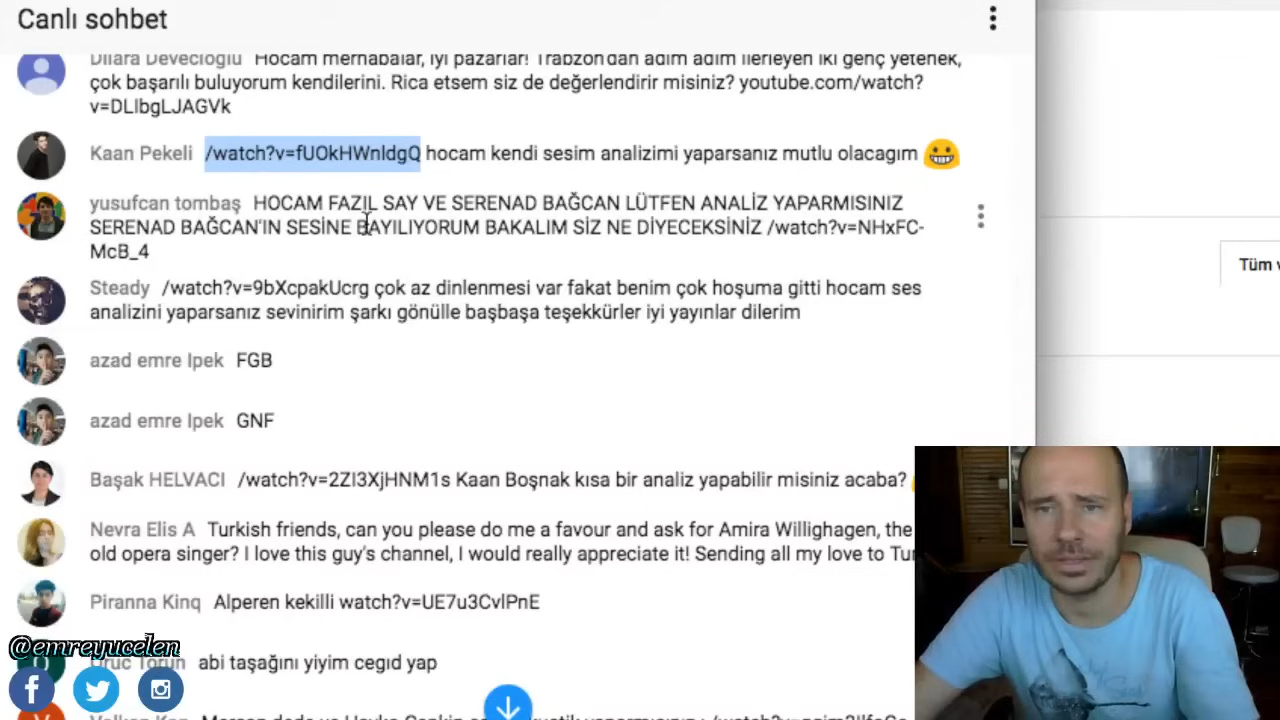 Canlı sohbet
Dilara Devecioğlu Hocam merhabalar, iyi pazarlar! Trabzondan adım adım ilerleyen iki genç yetenek,
çok başarılı buluyorum kendilerini. Rica etsem siz de değerlendirir misiniz? youtube.com/watch?
v=DLIbgLJAGVk
Kaan Pekeli /watch?v=fUOkHWnldgQ hocam kendi sesim analizimi yaparsanız mutlu olacagım
yusufcan tombaş HOCAM FAZIL SAY VE SERENAD BAĞCAN LÜTFEN ANALİZ YAPARMISINIZ
SERENAD BAĞCAN'IN SESİNE BAYILIYORUM BAKALIM SİZ NE DİYECEKSİNİZ /watch?v=NHxFC-
McB_4
Tüm
Steady /watch?v=9bXcpakUcrg çok az dinlenmesi var fakat benim çok hoşuma gitti hocam ses
analizini yaparsanız sevinirim şarkı gönülle başbaşa teşekkürler iyi yayınlar dilerim
azad emre Ipek FGB
azad emre Ipek GNF
Başak HELVACI /watch?v=2ZI3XjHNM1s Kaan Boşnak kısa bir analiz yapabilir misiniz acaba?
Nevra Elis A Turkish friends, can you please do me a favour and ask for Amira Willighagen, the
old opera singer? I love this guy's channel, I would really appreciate it! Sending all my love to
Piranna Kinq Alperen kekilli watch?v=UE7u3CvlPnE
@emreyucelen
Torun abi taşağını yiyim cegıd yap